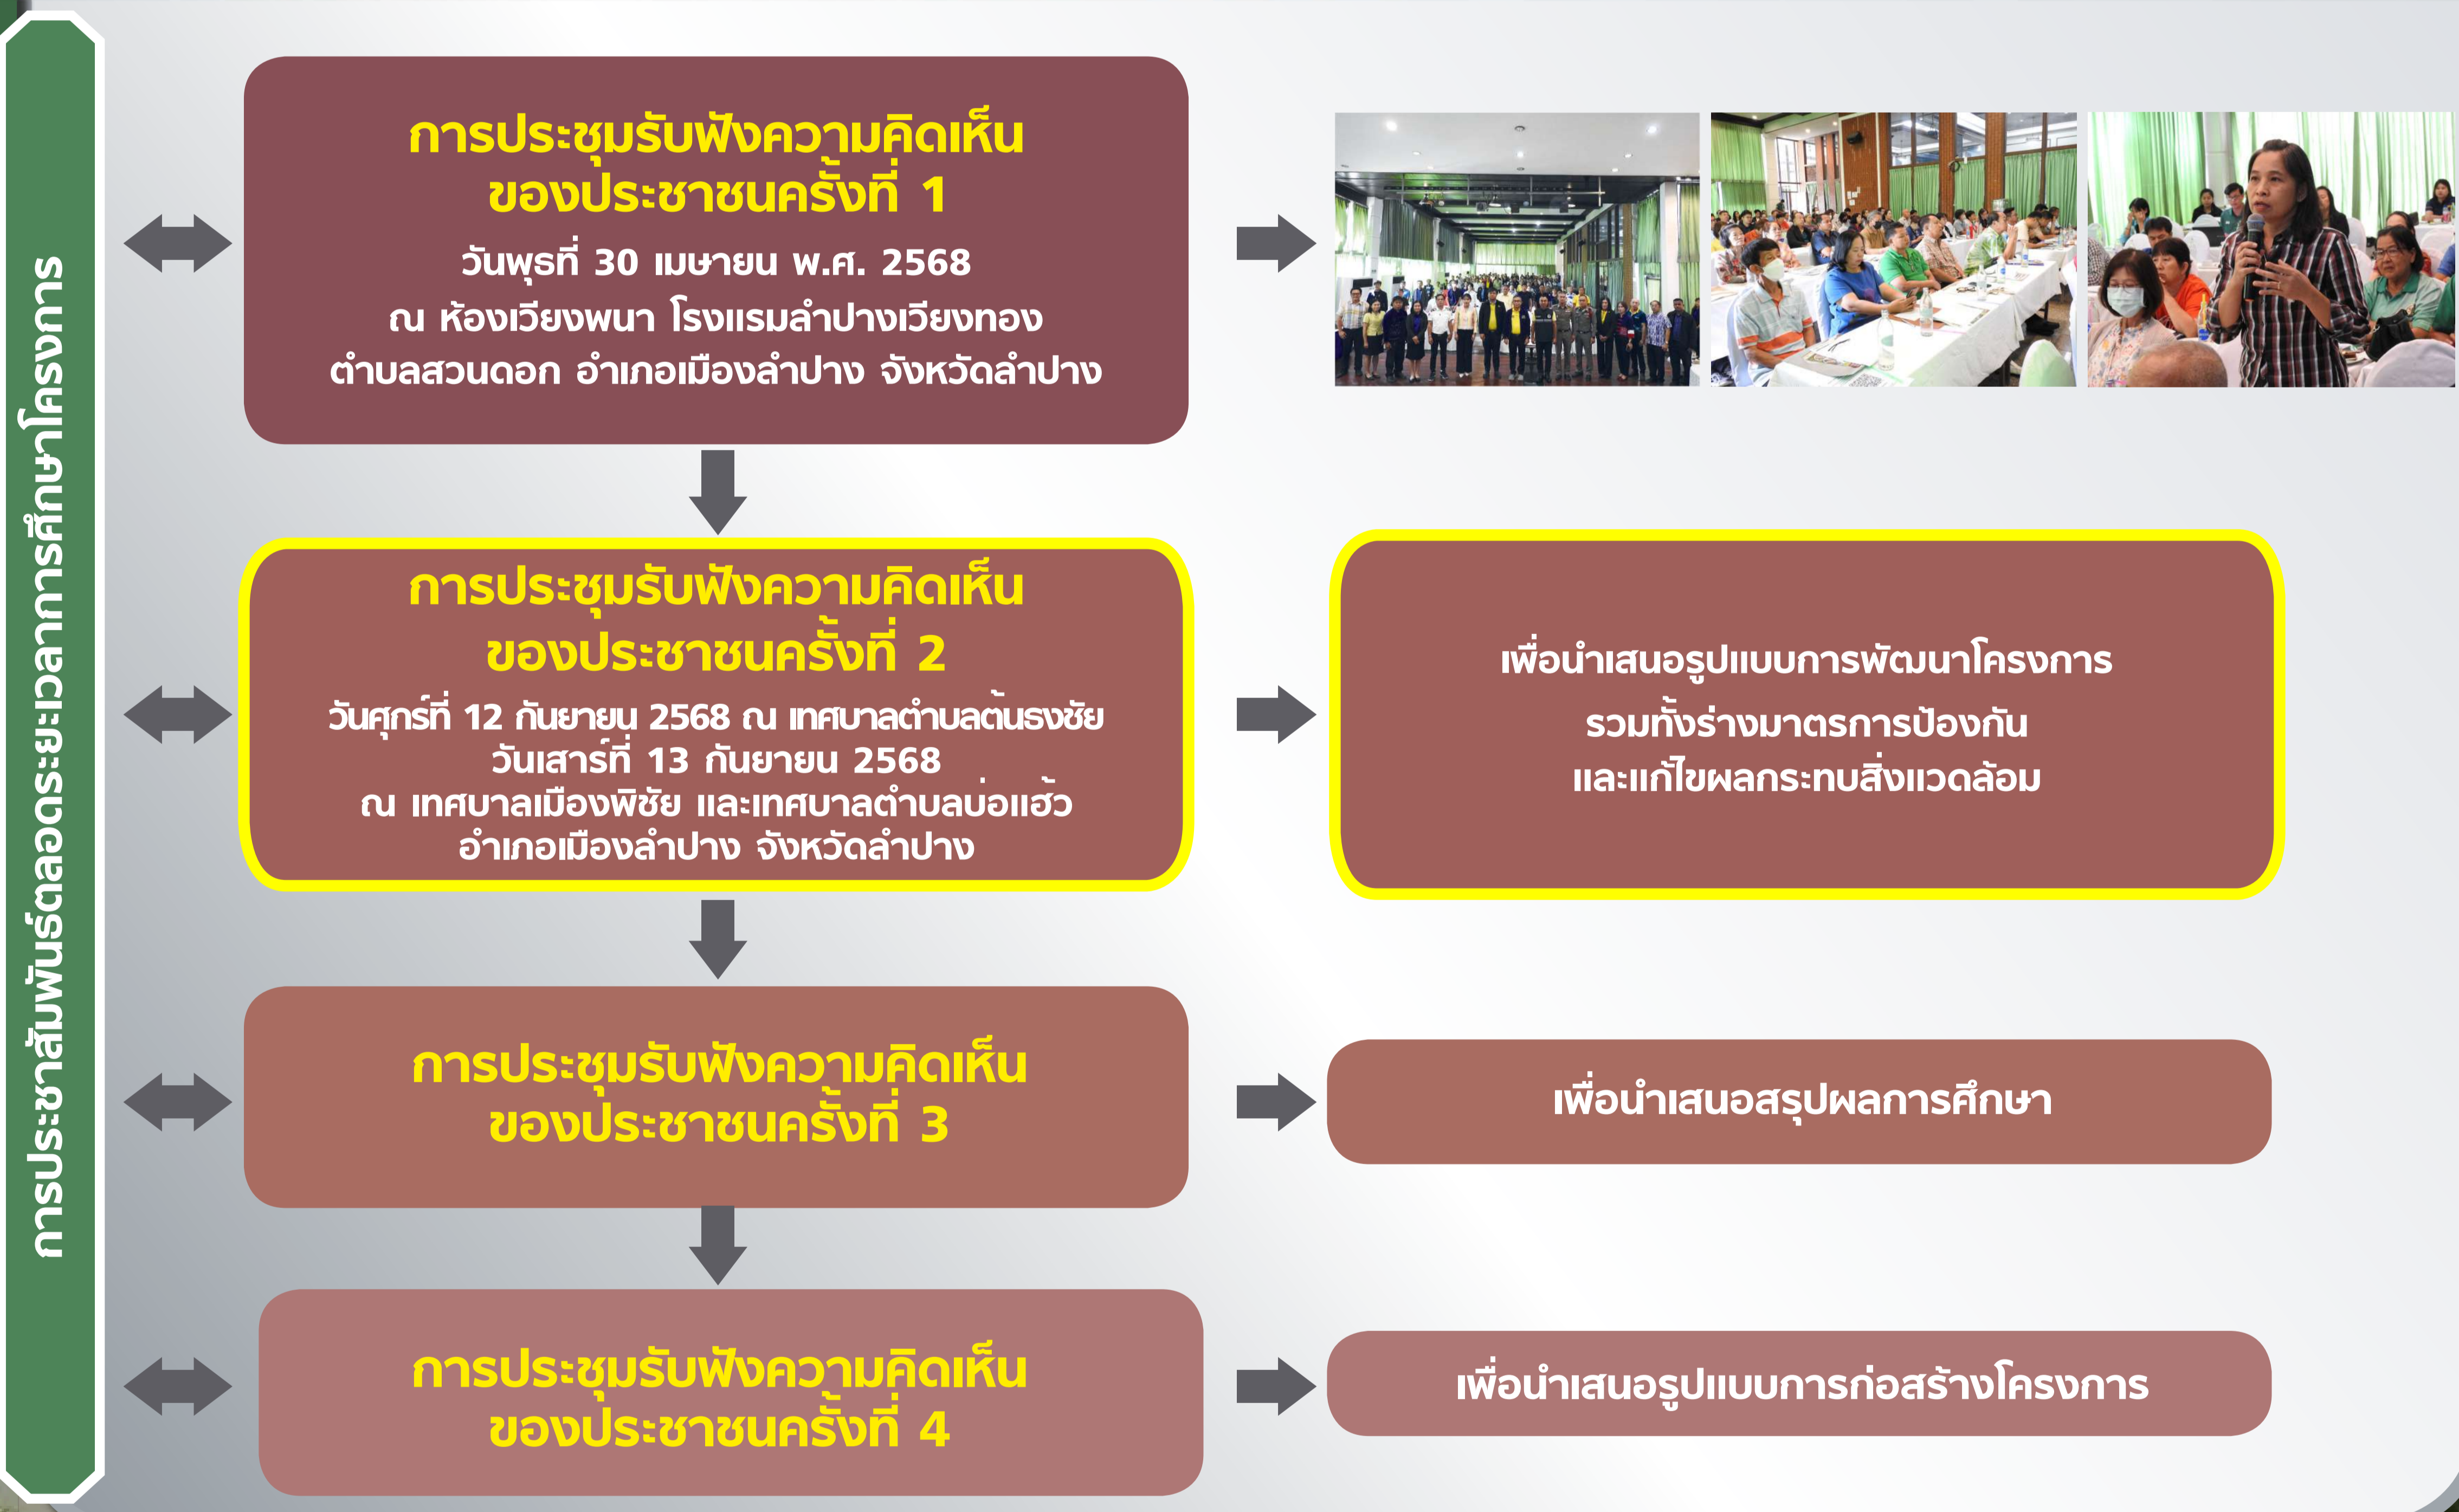 การประชาสัมพันธ์ตลอดระยะเวลาการศึกษาโครงการ
การประชุมรับฟังความคิดเห็น
ของประชาชนครั้งที่ 1
วันพุธที่ 30 เมษายน พ.ศ. 2568
ณ ห้องเวียงพนา โรงแรมลำปางเวียงทอง
ตำบลสวนดอก อำเภอเมืองลำปาง จังหวัดลำปาง
การประชุมรับฟังความคิดเห็น
ของประชาชนครั้งที่ 2
วันศุกร์ที่ 12 กันยายน 2568 ณ เทศบาลตำบลต้นธงชัย
วันเสาร์ที่ 13 กันยายน 2568
ณ เทศบาลเมืองพิชัย และเทศบาลตำบลบ่อแฮ้ว
อำเภอเมืองลำปาง จังหวัดลำปาง
เพื่อนำเสนอรูปแบบการพัฒนาโครงการ
รวมทั้งร่างมาตรการป้องกัน
และแก้ไขผลกระทบสิ่งแวดล้อม
การประชุมรับฟังความคิดเห็น
ของประชาชนครั้งที่ 3
เพื่อนำเสนอสรุปผลการศึกษา
การประชุมรับฟังความคิดเห็น
ของประชาชนครั้งที่ 4
เพื่อนำเสนอรูปแบบการก่อสร้างโครงการ